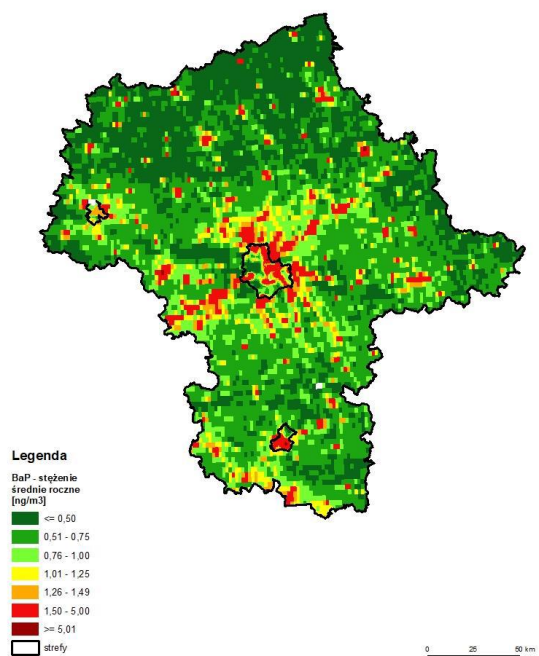 Legenda
BaP - stężenie
średnie roczne
[ng/m3]
<= 0,50
0,51 - 0,75
0,76 - 1,00
1,01 - 1,25
1,26 - 1,49
1,50 - 5,00
>= 5,01
strefy
0 25 50 km